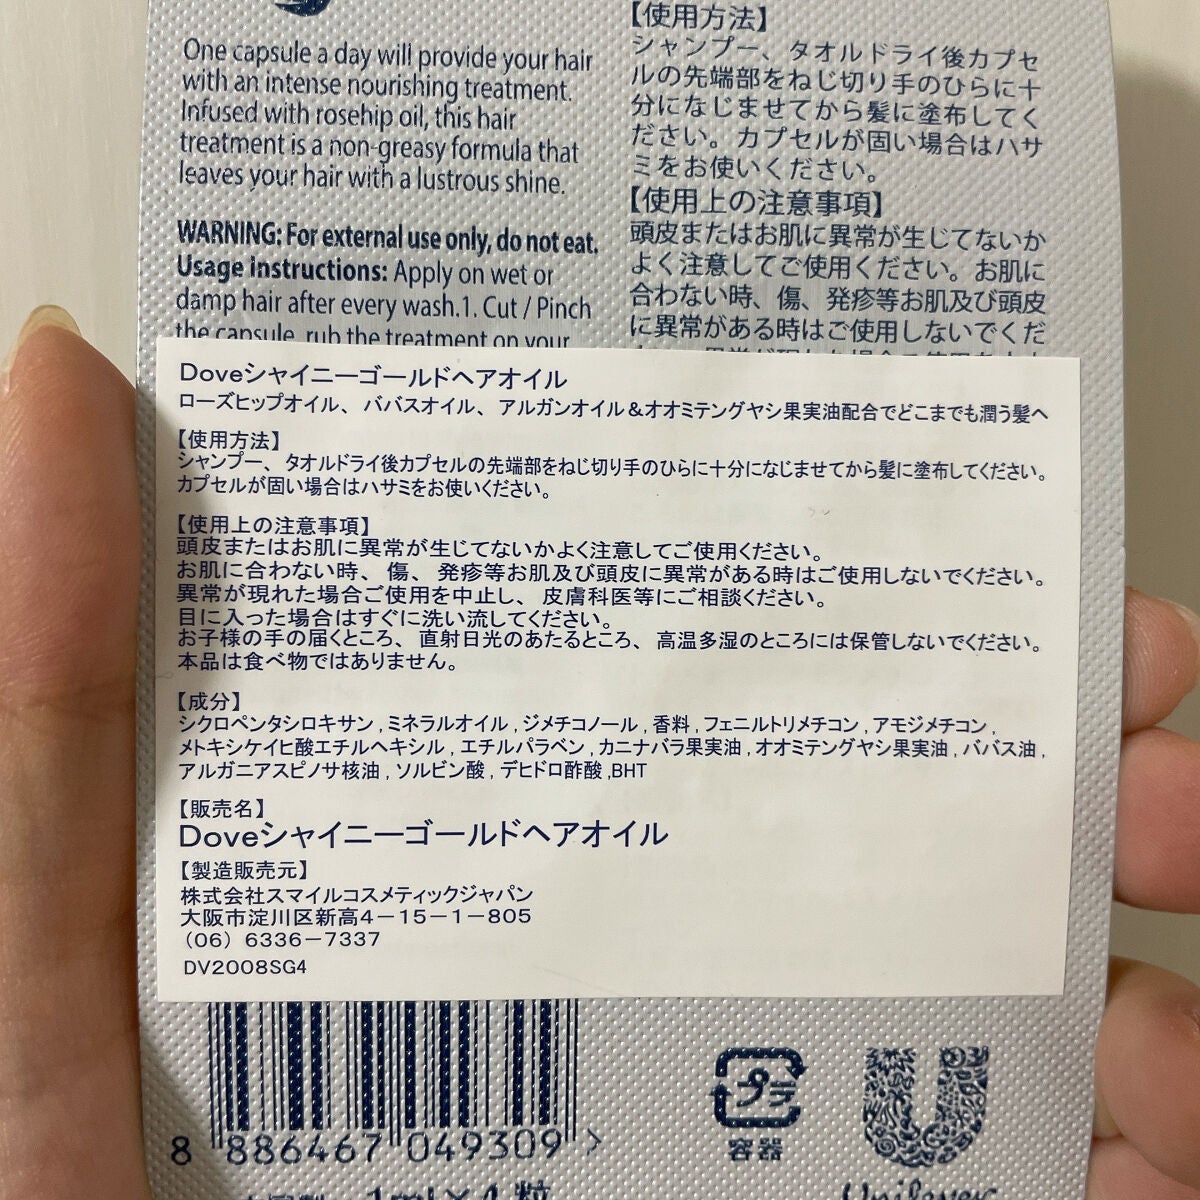 One capsule a day will provide your hair
with an intense nourishing treatment.
Infused with rosehip oil, this hair
treatment is a non-greasy formula that
leaves your hair with a lustrous shine.
WARNING: For external use only, do not eat.
Usage Instructions: Apply on wet or
damp hair after every wash.1. Cut / Pinch
the capsule, rub the treatment on your
【使用方法】
シャンプー、タオルドライ後カプセ
ルの先端部をねじ切り手のひらに十
分になじませてから髪に塗布してく
ださい。カプセルが固い場合はハサ
ミをお使いください。
【使用上の注意事項】
頭皮またはお肌に異常が生じてないか
よく注意してご使用ください。お肌に
合わない時、傷、発疹等お肌及び頭皮
に異常がある時はご使用しないでくだ
Doveシャイニーゴールドヘアオイル
ローズヒップオイル、ババスオイル、アルガンオイル&オオミテングヤシ果実油配合でどこまでも潤う髪へ
【使用方法】
シャンプー、タオルドライ後カプセルの先端部をねじ切り手のひらに十分になじませてから髪に塗布してください。
カプセルが固い場合はハサミをお使いください。
【使用上の注意事項】
頭皮またはお肌に異常が生じてないかよく注意してご使用ください。
お肌に合わない時、傷、発疹等お肌及び頭皮に異常がある時はご使用しないでください。
異常が現れた場合ご使用を中止し、皮膚科医等にご相談ください。
目に入った場合はすぐに洗い流してください。
お子様の手の届くところ、直射日光のあたるところ、高温多湿のところには保管しないでください。
本品は食べ物ではありません。
【成分】
シクロペンタシロキサン,ミネラルオイル,ジメチコノール,香料,フェニルトリメチコン,アモジメチコン,
メトキシケイヒ酸エチルヘキシル,エチルパラベン,カニナバラ果実油,オオミテングヤシ果実油,ババス油,
アルガニアスピノサ核油,ソルビン酸,デヒドロ酢酸,BHT
【販売名】
Doveシャイニーゴールドヘアオイル
【製造販売元】
株式会社スマイルコスメティックジャパン
大阪市淀川区新高4－15－1－805
（06）6336－7337
DV2008SG4
8 886467 049309 >
プラ
容器
1ml×4粒
Unilever